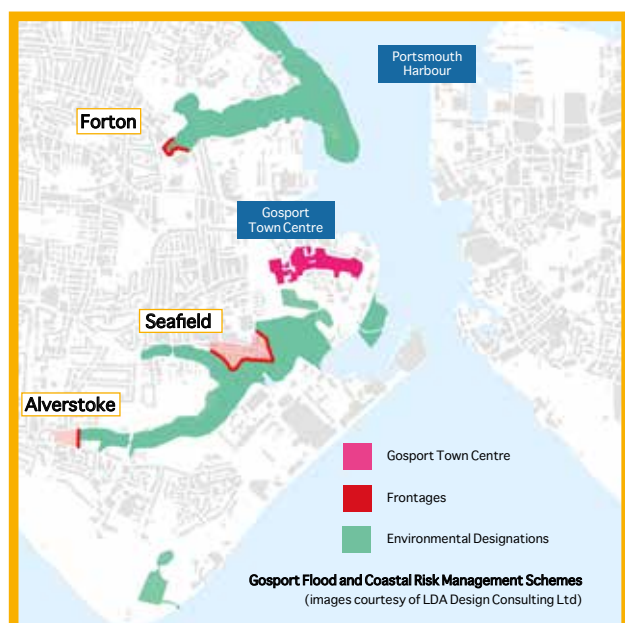 Portsmouth
Harbour
Forton
Gosport
Town Centre
Seafield
Alverstoke
Gosport Town Centre
Frontages
Environmental Designations
Gosport Flood and Coastal Risk Management Schemes
(images courtesy of LDA Design Consulting Ltd)